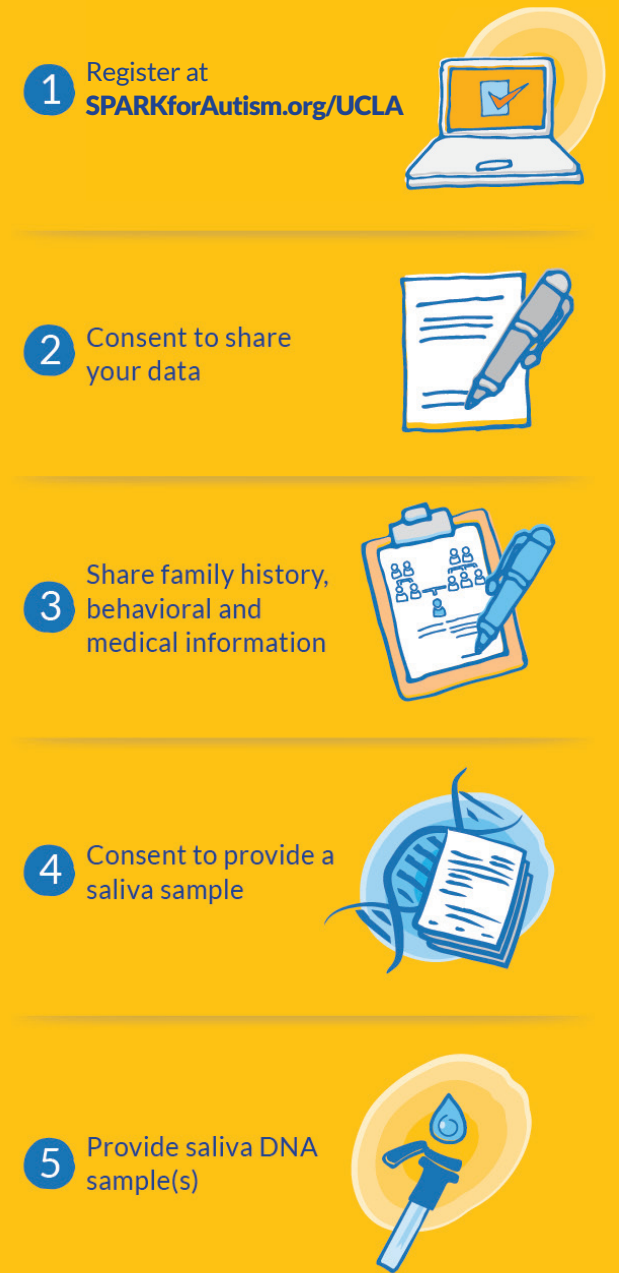 1
Register at
SPARKforAutism.org/UCLA
2
Consent to share
your data
3
Share family history,
behavioral and
medical information
4
Consent to provide a
saliva sample
5
Provide saliva DNA
sample(s)